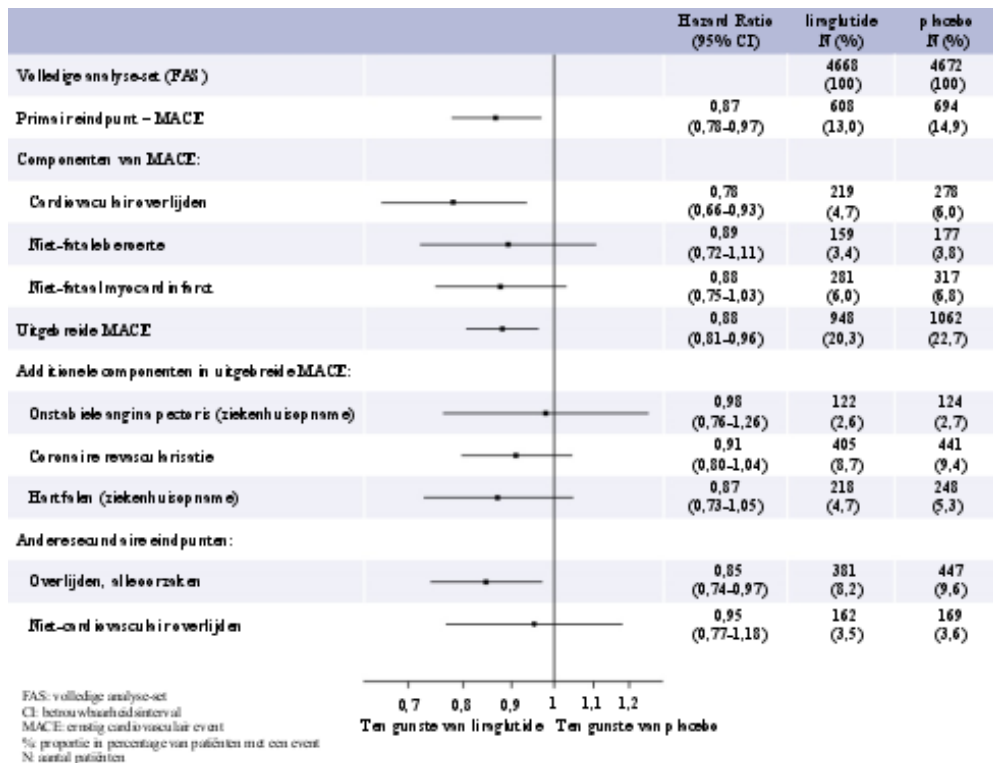 Hazard Ratio liraglutide placebo
(95% CI) N (%) N (%)
Volledige analyse-set (FAS) 4668 4672
(100) (100)
Primair eindpunt – MACE 0,87 608 694
(0,78-0,97) (13,0) (14,9)
Componenten van MACE:
Cardiovasculair overlijden 0,78 219 278
(0,66-0,93) (4,7) (6,0)
Niet-fatale beroerte 0,89 159 177
(0,72-1,11) (3,4) (3,8)
Niet-fataal myocardinfarct 0,88 281 317
(0,75-1,03) (6,0) (6,8)
Uitgebreide MACE 0,88 948 1062
(0,81-0,96) (20,3) (22,7)
Additionele componenten in uitgebreide MACE:
Onstabiele angina pectoris (ziekenhuisopname) 0,98 122 124
(0,76-1,26) (2,6) (2,7)
Coronaire revascularisatie 0,91 405 441
(0,80-1,04) (8,7) (9,4)
Hartfalen (ziekenhuisopname) 0,87 218 248
(0,73-1,05) (4,7) (5,3)
Andere secundaire eindpunten:
Overlijden, alle oorzaken 0,85 381 447
(0,74-0,97) (8,2) (9,6)
Niet-cardiovasculair overlijden 0,95 162 169
(0,77-1,18) (3,5) (3,6)
0,7 0,8 0,9 1 1,1 1,2
Ten gunste van liraglutide Ten gunste van placebo
FAS: volledige analyse-set
CI: betrouwbaarheidsinterval
MACE: ernstig cardiovasculair event
%: proportie in percentage van patiënten met een event
N: aantal patiënten